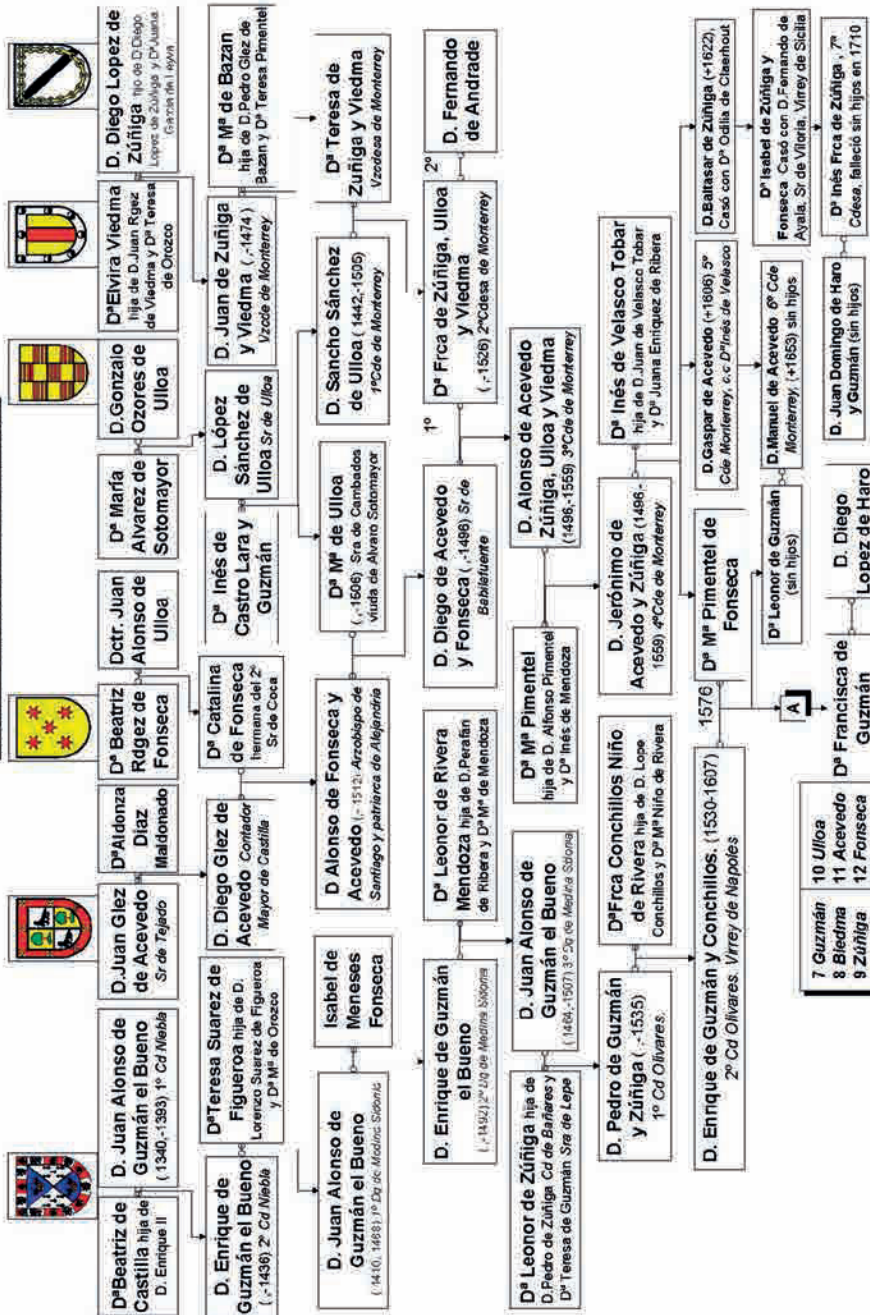 DªBeatriz de
Castilla hija de
D. Enrique II
D. Juan Alonso de
Guzmán el Bueno
(1340,-1393) 1º Cd Niebla
D.Juan Glez
de Acevedo
Sr de Tejado
DªAldonza
Diaz
Maldonado
Dª Beatriz
Rdgez de
Fonseca
Dctr. Juan
Alonso de
Ulloa
Dª María
Alvarez de
Sotomayor
D.Gonzalo
Ozores de
Ulloa
DªElvira Viedma
hija de D.Juan Rgez
de Viedma y Dª Teresa
de Orozco
D. Diego Lopez de
Zúñiga hijo de D.Diego
Lopez de Zúñiga y DªJuana
García de Leyva
D. Enrique de
Guzmán el Bueno
(,-1436) 2º Cd Niebla
DªTeresa Suarez de
Figueroa hija de D.
Lorenzo Suarez de Figueroa
y Dª Mª de Orozco
D. Diego Glez de
Acevedo Contador
Mayor de Castilla
Dª Catalina
de Fonseca
hermana del 2º
Sr de Coca
Dª Inés de
Castro Lara y
Guzmán
D. López
Sánchez de
Ulloa Sr de Ulloa
D. Juan de Zuñiga
y Viedma (,-1474)
Vzcde de Monterrey
Dª Mª de Bazan
hija de D.Pedro Glez de
Bazan y Dª Teresa Pimentel
D. Juan Alonso de
Guzmán el Bueno
(1410, 1468) 1º Dq de Medina Sidonia
Isabel de
Meneses
Fonseca
D Alonso de Fonseca y
Acevedo (,- 1512) Arzobispo de
Santiago y patriarca de Alejandría
Dª Mª de Ulloa
(,-1506) Sra de Cambados
viuda de Alvaro Sotomayor
D. Sancho Sánchez
de Ulloa (1442,-1505)
1ºCde de Monterrey
Dª Teresa de
Zuñiga y Viedma
Vzcdesa de Monterrey
D. Enrique de Guzmán
el Bueno
(,-1492) 2º Dq de Medina Sidonia
Dª Leonor de Rivera
Mendoza hija de D.Perafán
de Ribera y Dª Mª de Mendoza
D. Diego de Acevedo
y Fonseca (,-1496) Sr de
Babilafuente
1º
Dª Frca de Zúñiga, Ulloa
y Viedma
(,-1526) 2ªCdesa de Monterrey
2º
D. Fernando
de Andrade
Dª Leonor de Zúñiga hija de
D.Pedro de Zúñiga Cd de Bañares y
Dª Teresa de Guzmán Sra de Lepe
D. Juan Alonso de
Guzmán el Bueno
(1464,-1507) 3º Dq de Medina Sidonia
Dª Mª Pimentel
hija de D. Alfonso Pimentel
y Dª Inés de Mendoza
D. Alonso de Acevedo
Zúñiga, Ulloa y Viedma
(1496,-1559) 3ºCde de Monterrey
D. Pedro de Guzmán
y Zúñiga (,-1535)
1º Cd Olivares.
DªFrca Conchillos Niño
de Rivera hija de D. Lope
Conchillos y Dª Mª Niño de Rivera
D. Jerónimo de
Acevedo y Zúñiga (1496,-
1559) 4ºCde de Monterrey
Dª Inés de Velasco Tobar
hija de D.Juan de Velasco Tobar
y Dª Juana Enríquez de Ribera
D. Enrique de Guzmán y Conchillos. (1530-1607)
2º Cd Olivares. Virrey de Napoles
1576
Dª Mª Pimentel de
Fonseca
D.Gaspar de Acevedo (+1606) 5º
Cde de Monterrey, c.c DªInés de Velasco
D.Baltasar de Zúñiga (+1622),
Casó con Dª Odilia de Claerhout
A
Dª Leonor de Guzmán
(sin hijos)
D.Manuel de Acevedo 6º Cde
Monterrey, (+1653) sin hijos
Dª Isabel de Zúñiga y
Fonseca Casó con D.Fernando de
Ayala, Sr de Viloria, Virrey de Sicilia
Dª Francisca de
Guzmán
D. Diego
Lopez de Haro
D. Juan Domingo de Haro
y Guzmán (sin hijos)
Dª Inés Frca de Zúñiga , 7ª
Cdesa, falleció sin hijos en 1710
7 Guzmán 10 Ulloa
8 Biedma 11 Acevedo
9 Zúñiga 12 Fonseca